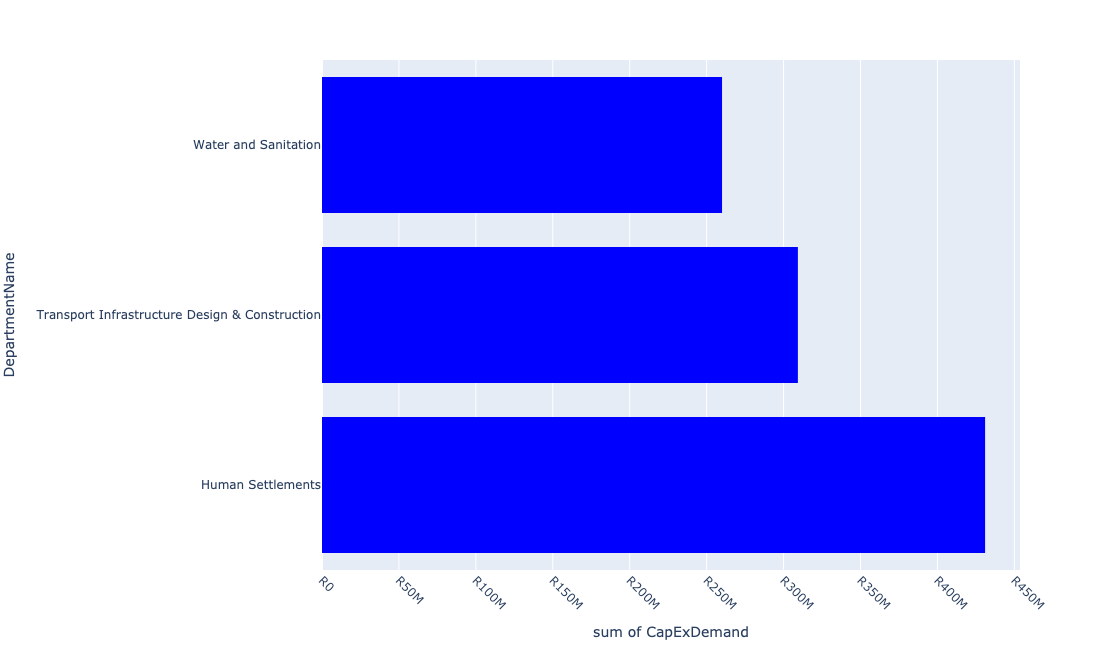 DepartmentName
Water and Sanitation
Transport Infrastructure Design & Construction
Human Settlements
R0
R50M
R100M
R150M
R200M
R250M
R300M
R350M
R400M
R450M
sum of CapExDemand